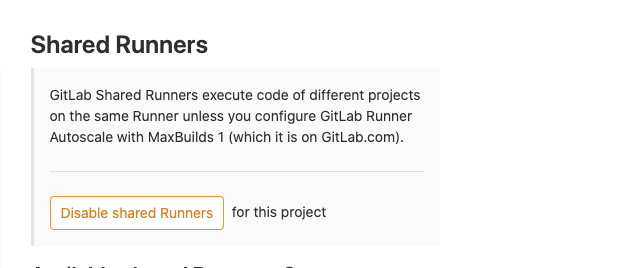 Shared Runners
GitLab Shared Runners execute code of different projects
on the same Runner unless you configure GitLab Runner
Autoscale with MaxBuilds 1 (which it is on GitLab.com).
Disable shared Runners for this project